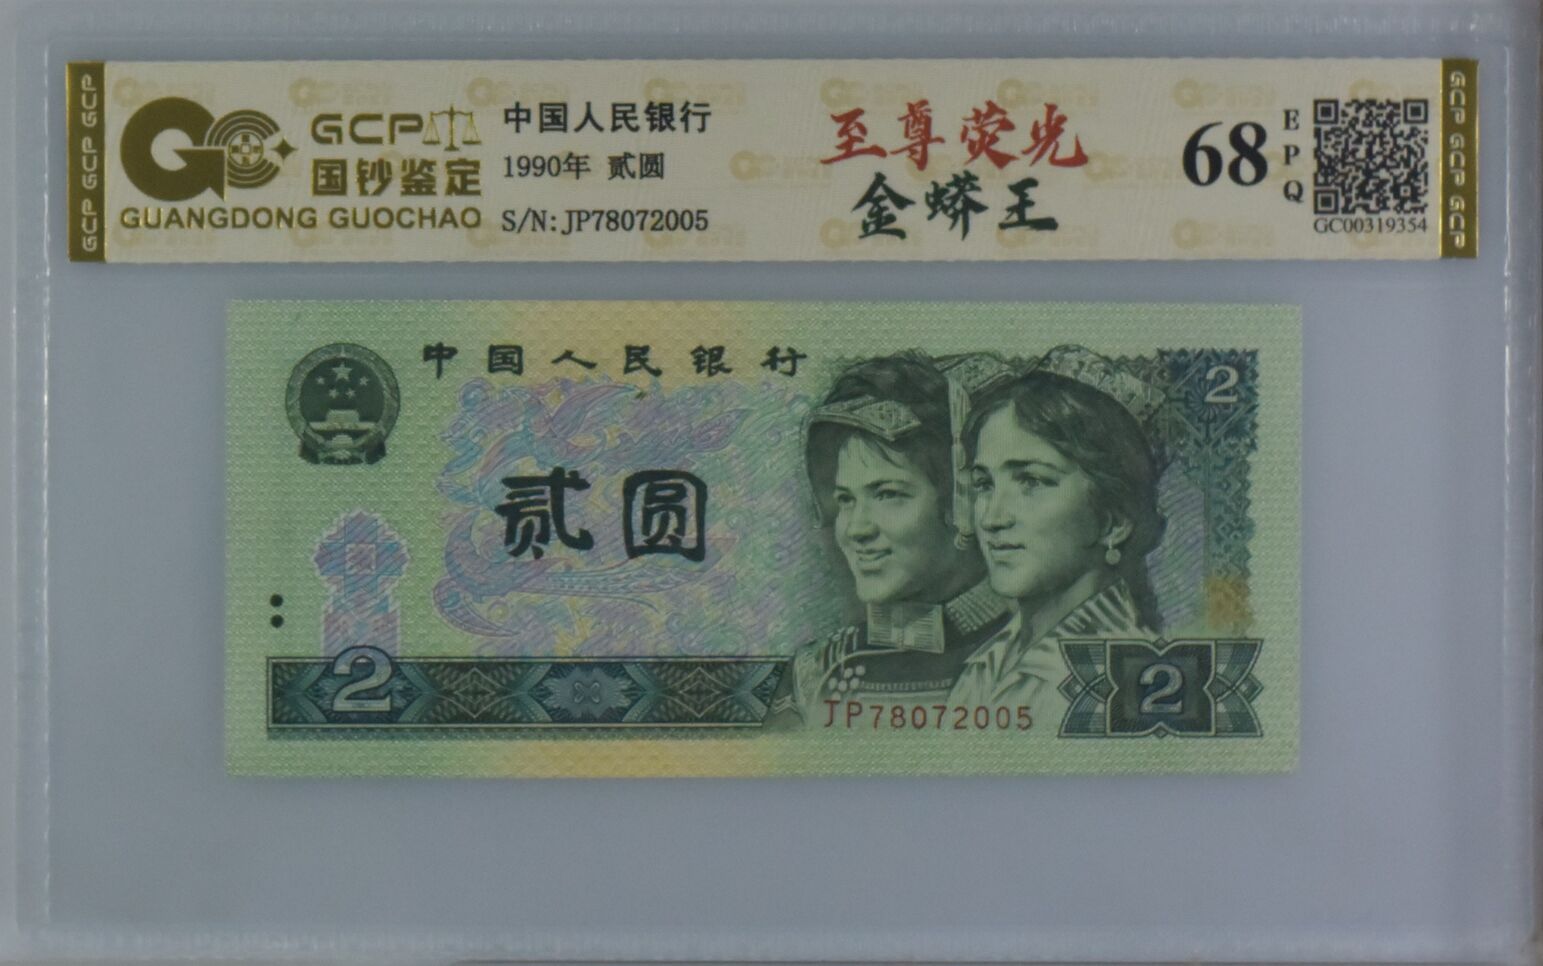 GCP
国钞鉴定
GUANGDONG GUOCHAO
中国人民银行
1990年 贰圆
S/N: JP78072005
至尊荧光
金蟒王
68
EPQ
GC00319354
GCP GCP GCP
GCP GCP GCP
中国人民银行
2
贰圆
2
JP78072005
2